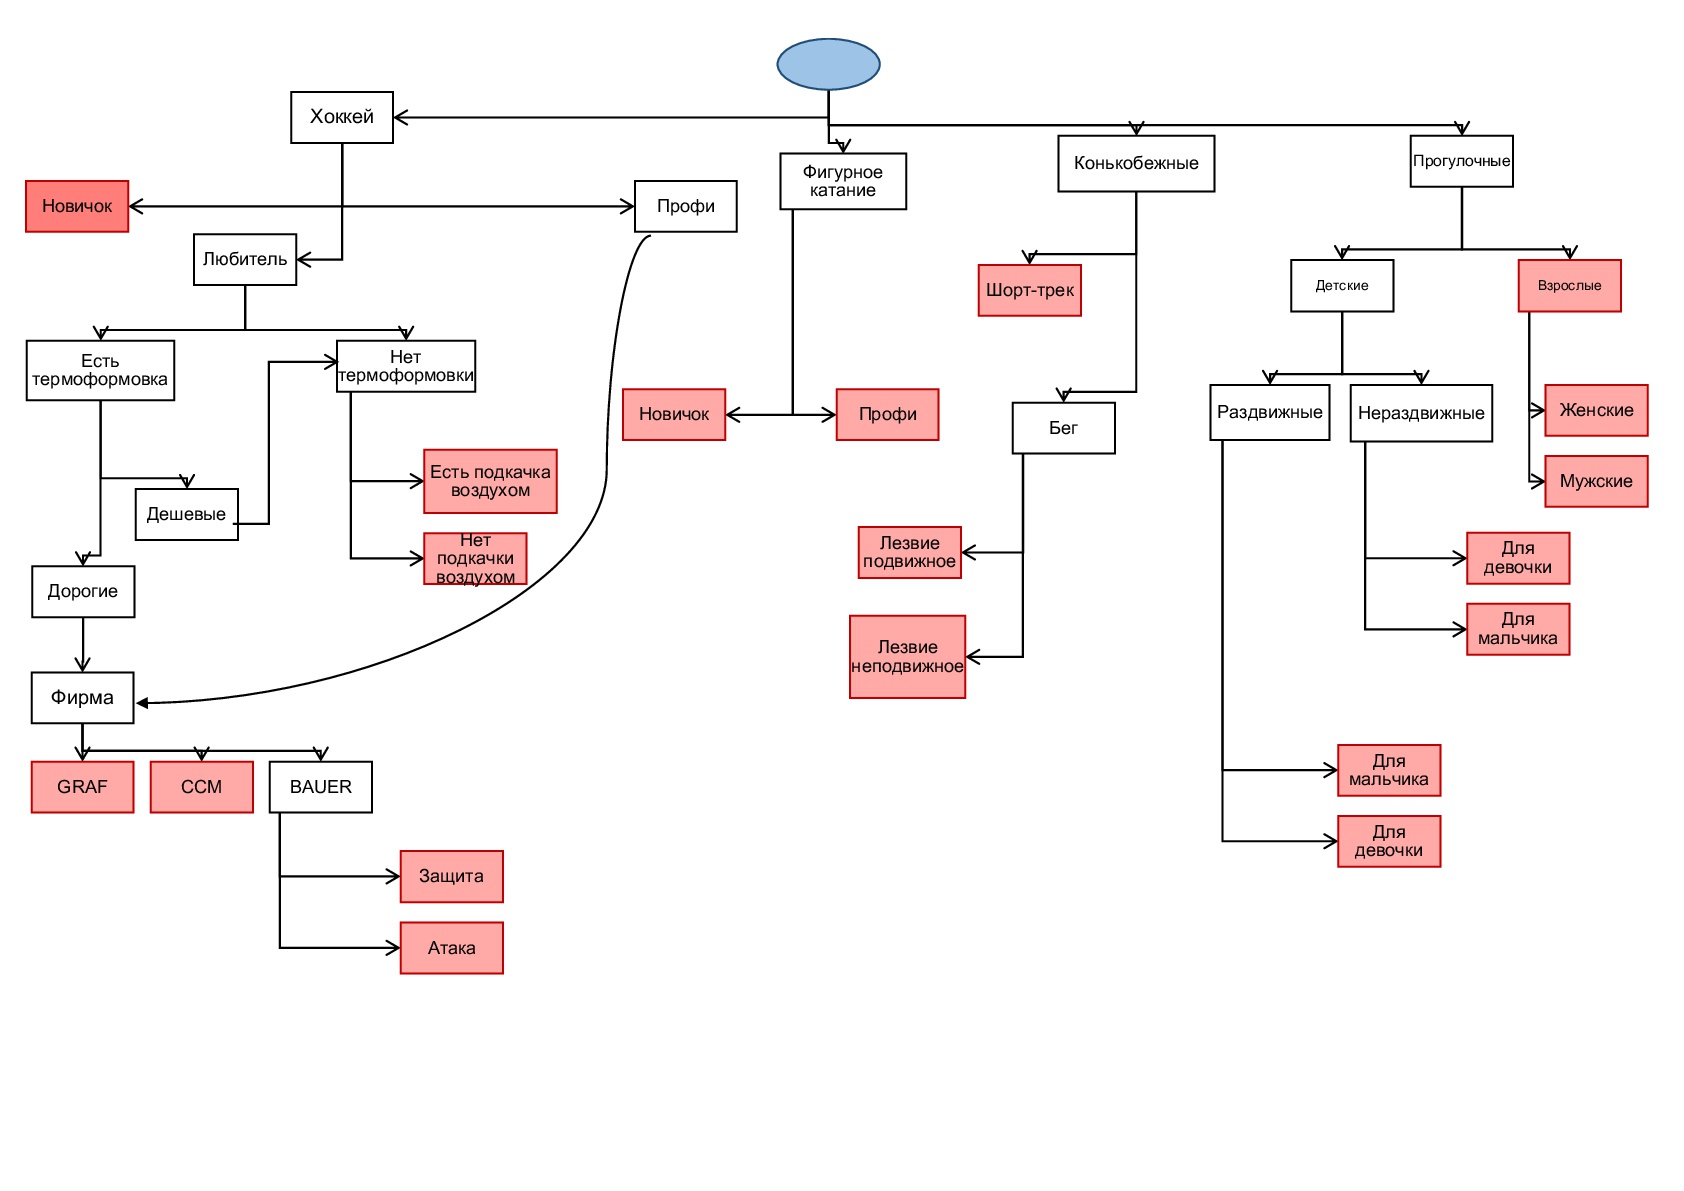 Хоккей
Конькобежные
Прогулочные
Фигурное
катание
Новичок
Профи
Любитель
Шорт-трек
Детские
Взрослые
Есть
термоформовка
Нет
термоформовки
Новичок
Профи
Бег
Раздвижные
Нераздвижные
Женские
Мужские
Есть подкачка
воздухом
Дешевые
Нет
подкачки
воздухом
Лезвие
подвижное
Для
девочки
Дорогие
Лезвие
неподвижное
Для
мальчика
Фирма
GRAF
CCM
BAUER
Для
мальчика
Для
девочки
Защита
Атака